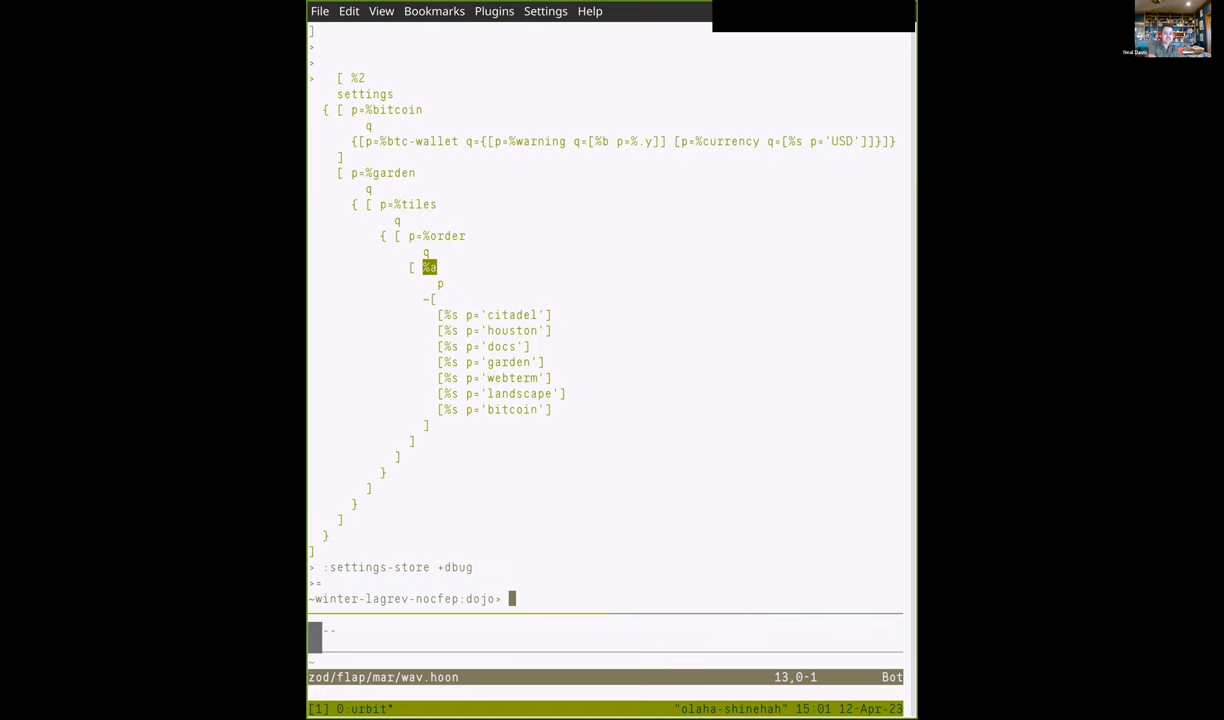 File Edit View Bookmarks Plugins Settings Help
]
>
>
> [ %2
settings
{ [ p=%bitcoin
q
{[p=%btc-wallet q={[p=%warning q=[%b p=%.y]] [p=%currency q=[%s p='USD']]}]}
]
[ p=%garden
q
{ [ p=%tiles
q
{ [ p=%order
q
[ %a
p
~[
[%s p='citadel']
[%s p='houston']
[%s p='docs']
[%s p='garden']
[%s p='webterm']
[%s p='landscape']
[%s p='bitcoin']
]
]
]
}
]
}
]
}
]
> :settings-store +dbug
>=
~winter-lagrev-nocfep:dojo>
--
~
zod/flap/mar/wav.hoon 13,0-1 Bot
[1] 0:urbit* "olaha-shinehah" 15:01 12-Apr-23
Neal Davis